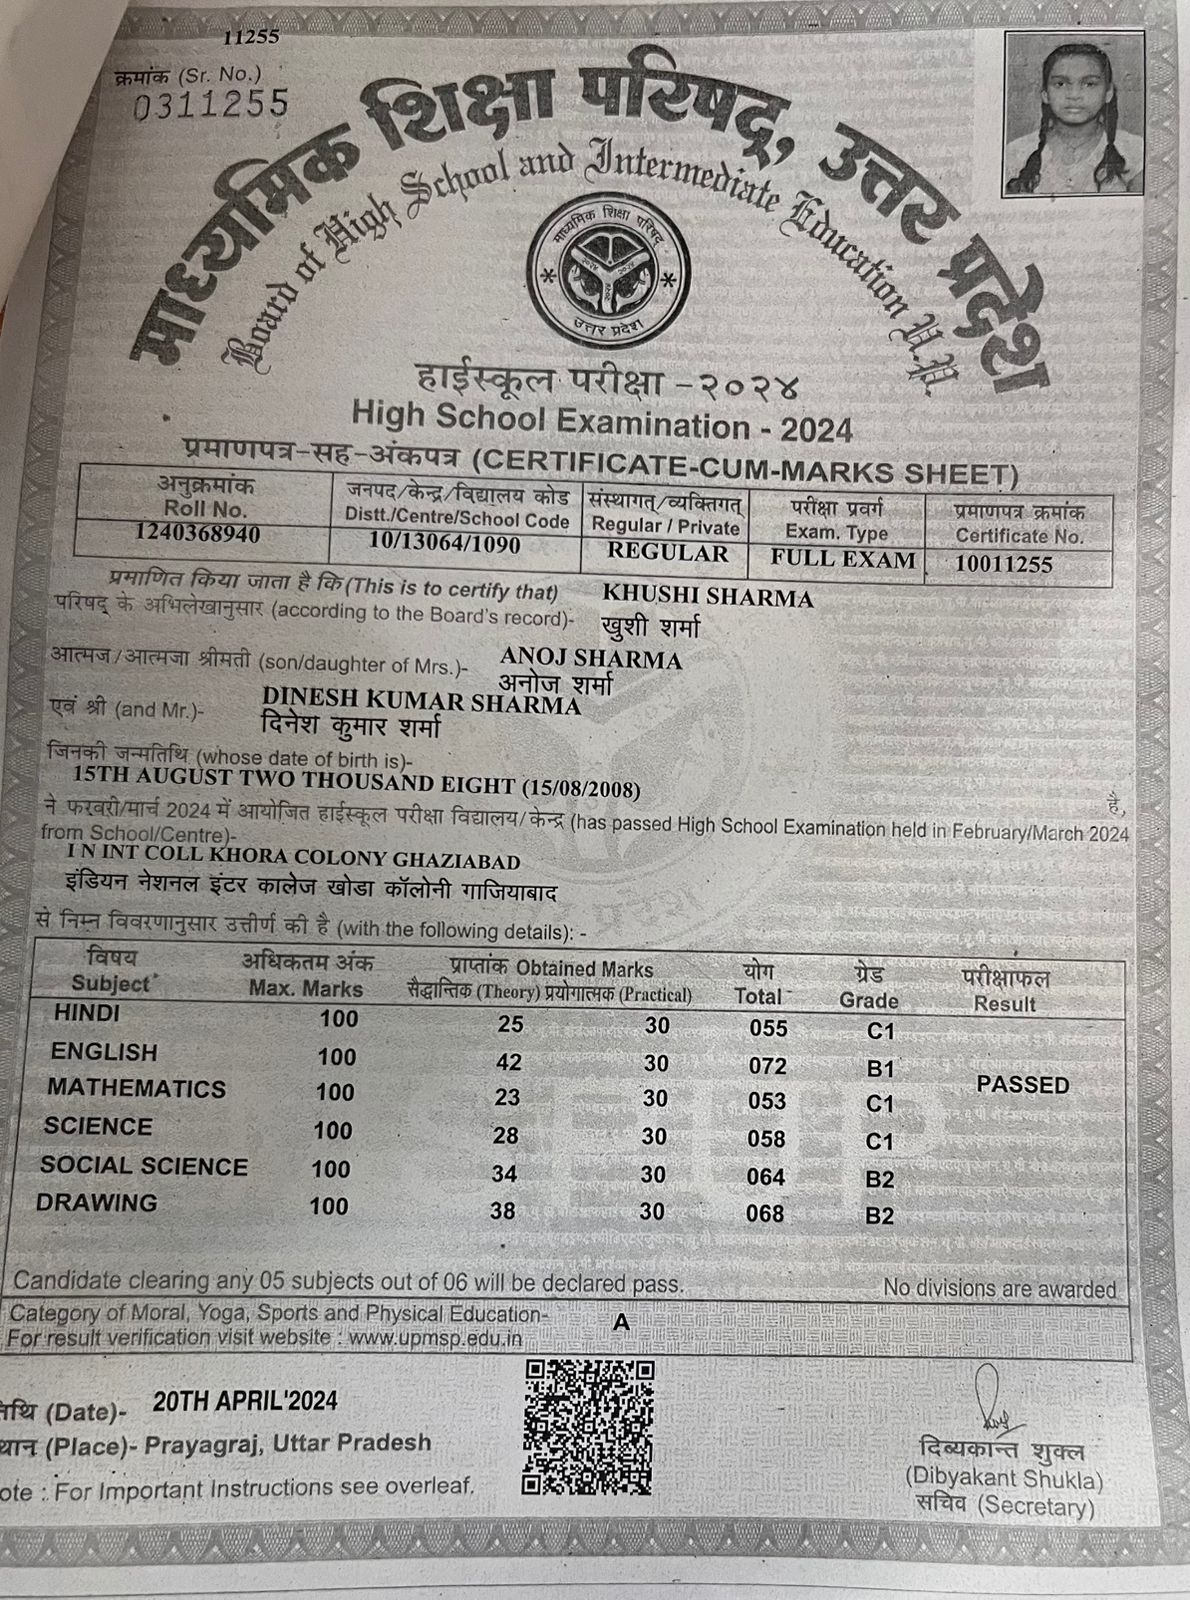 11255
क्रमांक (Sr. No.)
0311255
माध्यमिक शिक्षा परिषद्, उत्तर प्रदेश
Board of High School and Intermediate Education U.P.
माध्यमिक शिक्षा परिषद्
उत्तर प्रदेश
हाईस्कूल परीक्षा -२०२४
High School Examination - 2024
प्रमाणपत्र-सह-अंकपत्र (CERTIFICATE-CUM-MARKS SHEET)
अनुक्रमांक जनपद/केन्द्र/विद्यालय कोड संस्थागत्/व्यक्तिगत् परीक्षा प्रवर्ग प्रमाणपत्र क्रमांक
Roll No. Distt./Centre/School Code Regular / Private Exam. Type Certificate No.
1240368940 10/13064/1090 REGULAR FULL EXAM 10011255
प्रमाणित किया जाता है कि (This is to certify that) KHUSHI SHARMA
परिषद् के अभिलेखानुसार (according to the Board's record)- खुशी शर्मा
आत्मज/आत्मजा श्रीमती (son/daughter of Mrs.)- ANOJ SHARMA
अनोज शर्मा
एवं श्री (and Mr.)- DINESH KUMAR SHARMA
दिनेश कुमार शर्मा
जिनकी जन्मतिथि (whose date of birth is)-
15TH AUGUST TWO THOUSAND EIGHT (15/08/2008)
है,
ने फरवरी/मार्च 2024 में आयोजित हाईस्कूल परीक्षा विद्यालय/केन्द्र (has passed High School Examination held in February/March 2024
from School/Centre)-
I N INT COLL KHORA COLONY GHAZIABAD
इंडियन नेशनल इंटर कालेज खोडा कॉलोनी गाजियाबाद
से निम्न विवरणानुसार उत्तीर्ण की है (with the following details): -
विषय अधिकतम अंक प्राप्तांक Obtained Marks योग ग्रेड परीक्षाफल
Subject Max. Marks सैद्धान्तिक (Theory) प्रयोगात्मक (Practical) Total Grade Result
HINDI 100 25 30 055 C1
ENGLISH 100 42 30 072 B1 PASSED
MATHEMATICS 100 23 30 053 C1
SCIENCE 100 28 30 058 C1
SOCIAL SCIENCE 100 34 30 064 B2
DRAWING 100 38 30 068 B2
Candidate clearing any 05 subjects out of 06 will be declared pass. No divisions are awarded
Category of Moral, Yoga, Sports and Physical Education- A
For result verification visit website : www.upmsp.edu.in
तिथि (Date)- 20TH APRIL'2024
थान (Place)- Prayagraj, Uttar Pradesh
ote : For Important Instructions see overleaf.
दिब्यकान्त शुक्ल
(Dibyakant Shukla)
सचिव (Secretary)